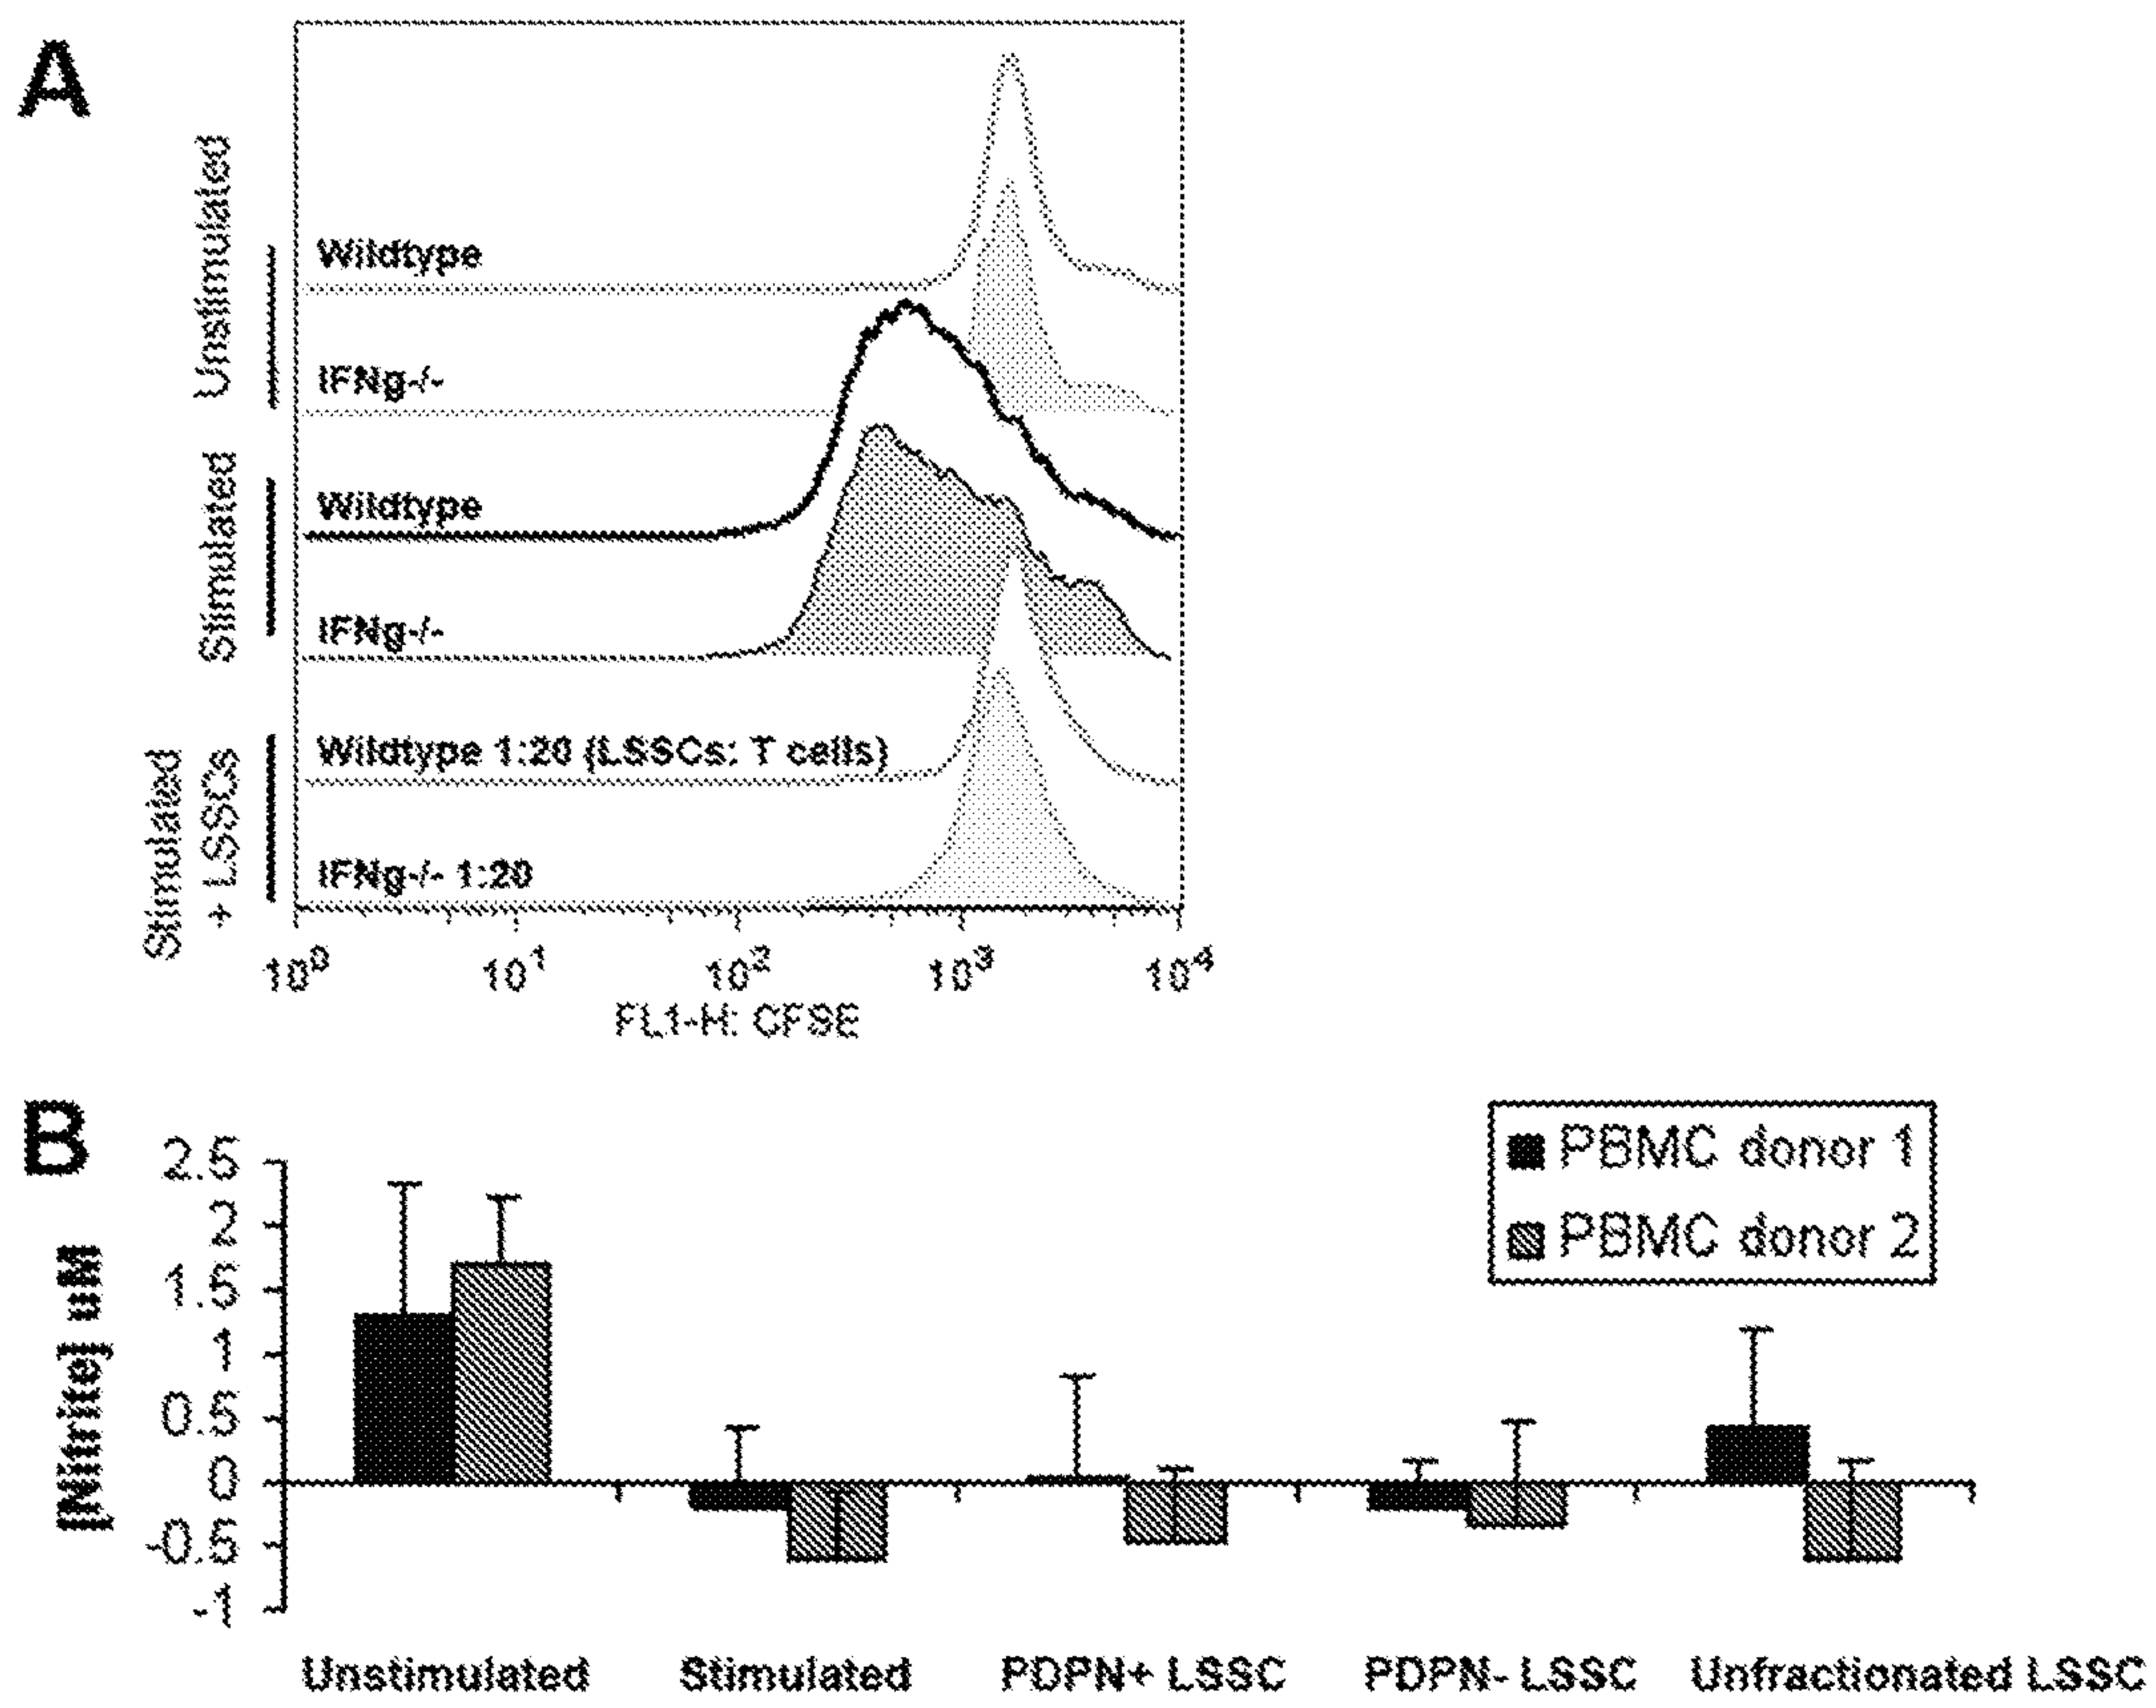 A
Unstimulated
Wildtype
IFNg-/-
Stimulated
Wildtype
IFNg-/-
Stimulated
+ LSSCs
Wildtype 1:20 (LSSCs: T cells)
IFNg-/- 1:20
10^0 10^1 10^2 10^3 10^4
FL1-H: CFSE
B
PBMC donor 1
PBMC donor 2
[Nitrite] uM
2.5
2
1.5
1
0.5
0
-0.5
-1
Unstimulated Stimulated PDPN+ LSSC PDPN- LSSC Unfractionated LSSC